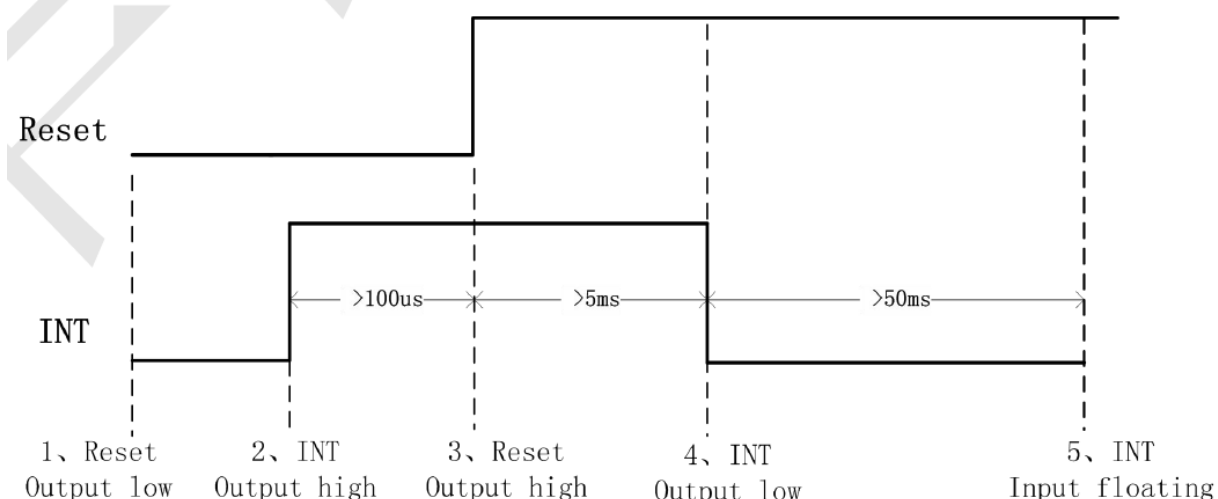 Reset
>100us
>5ms
>50ms
INT
1、Reset
Output low
2、INT
Output high
3、Reset
Output high
4、INT
Output low
5、INT
Input floating